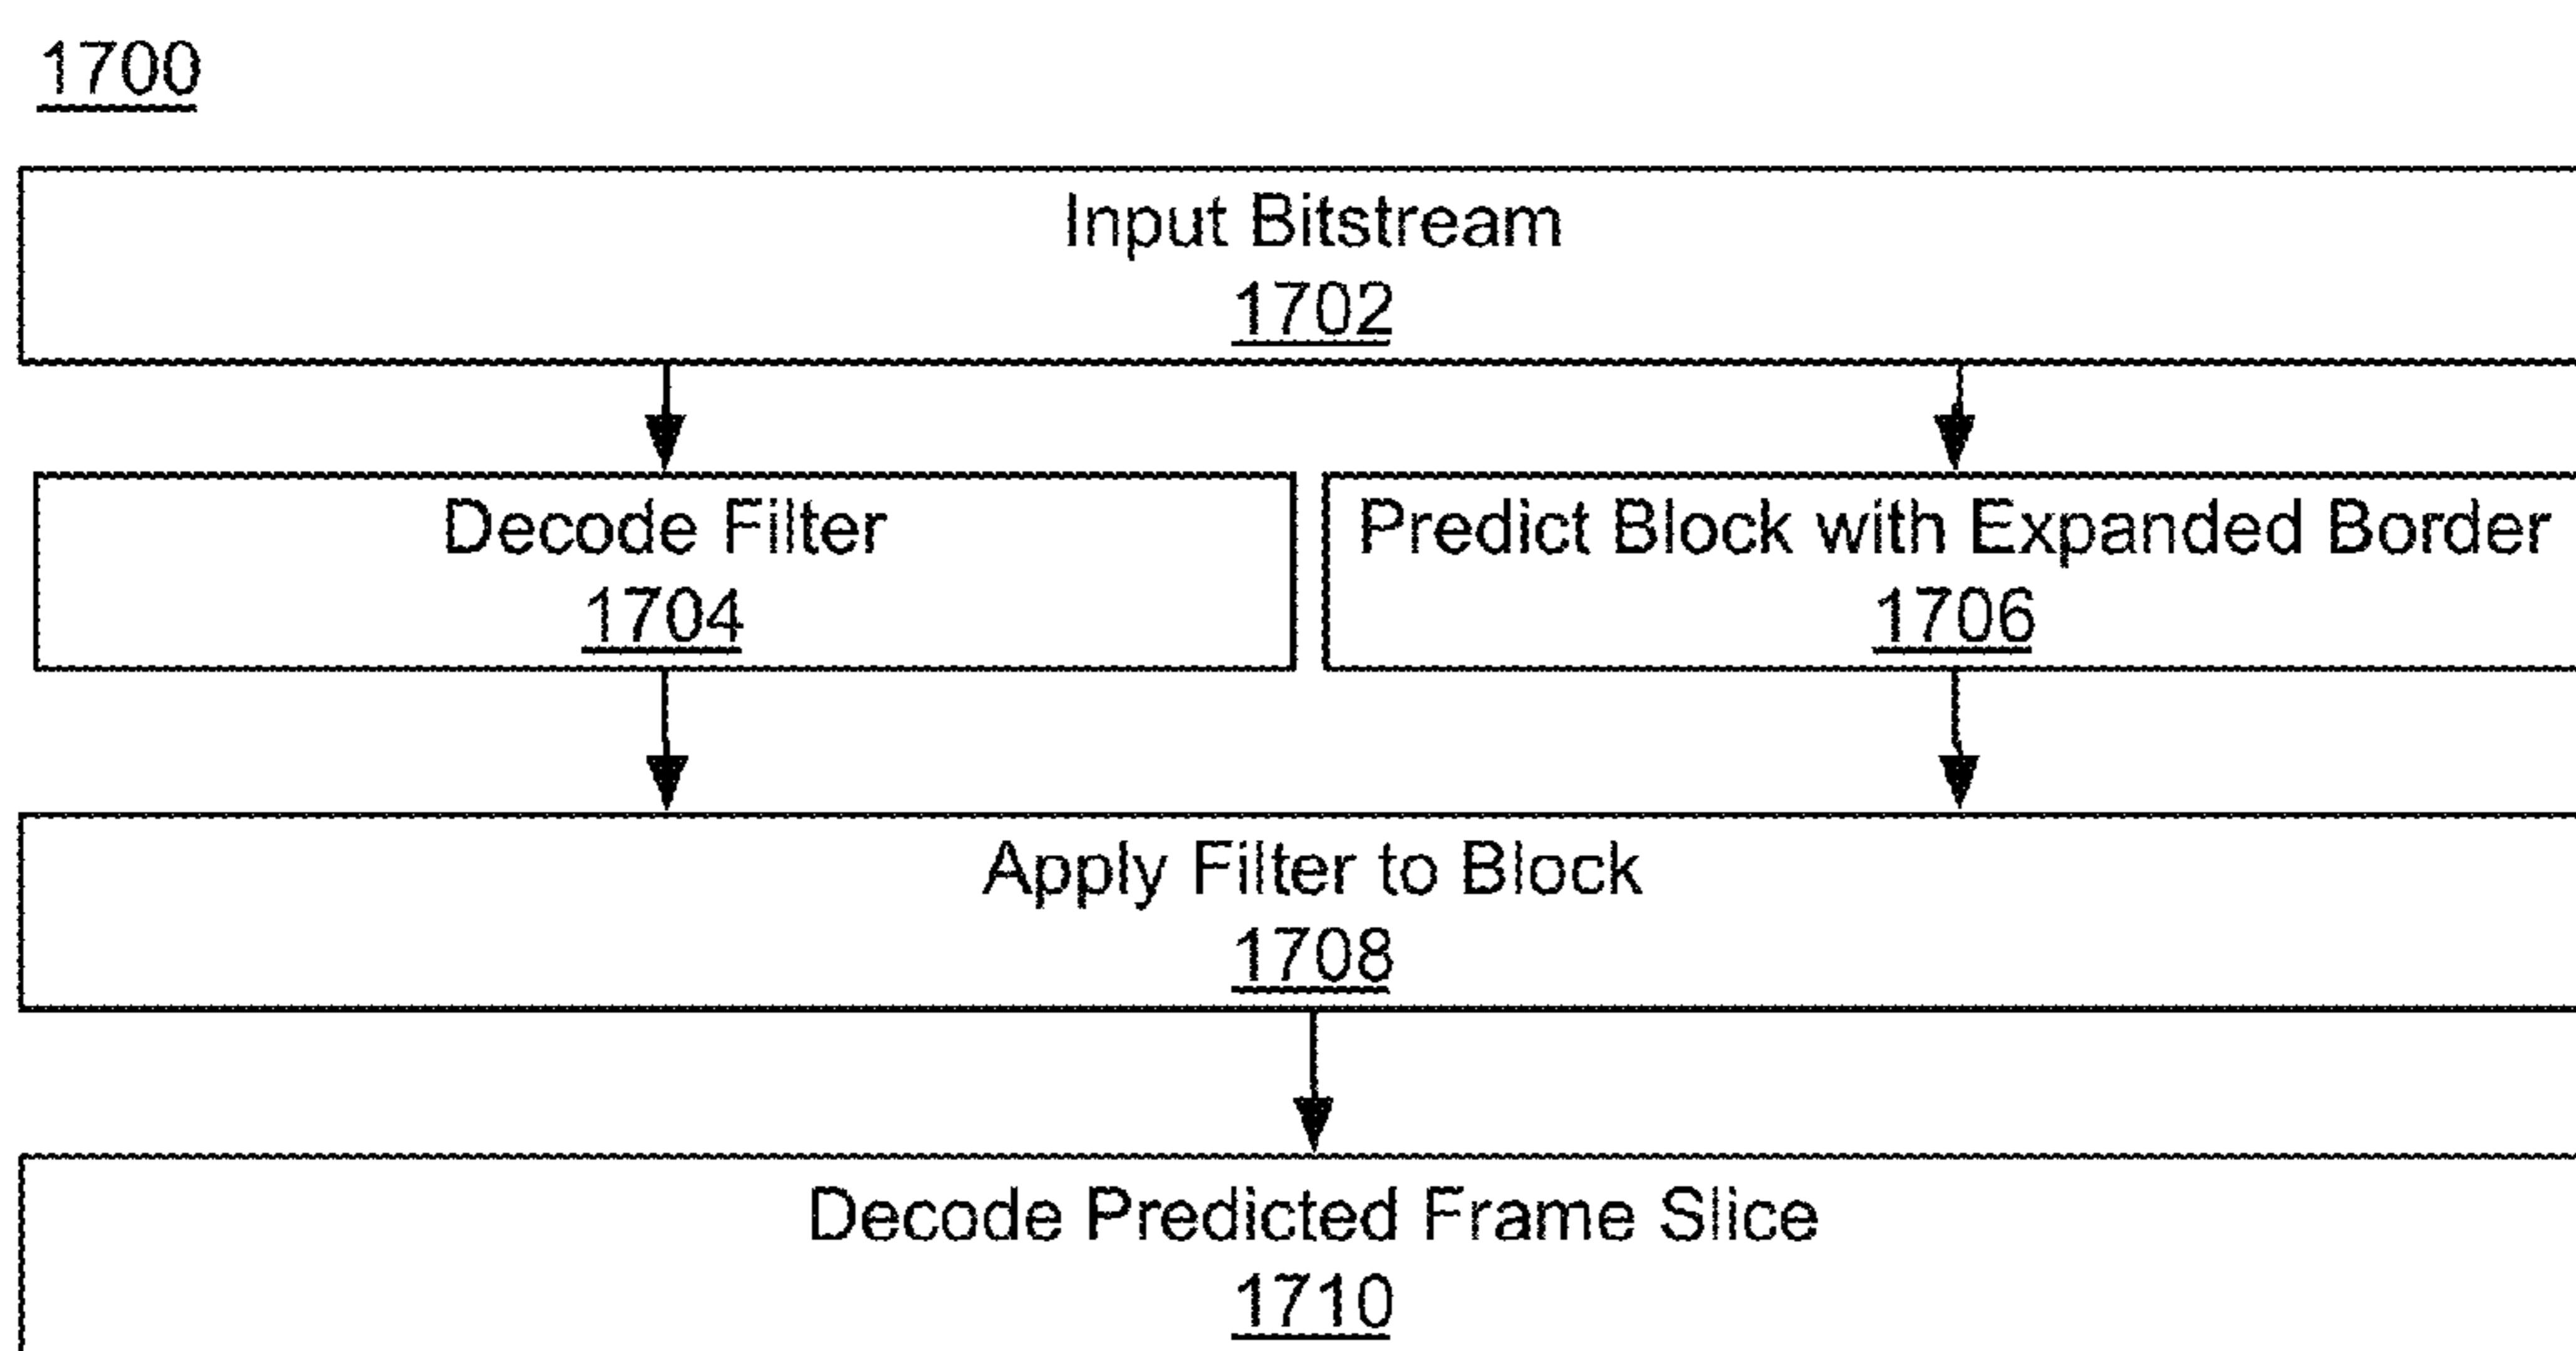 1700
Input Bitstream
1702
Decode Filter
1704
Predict Block with Expanded Border
1706
Apply Filter to Block
1708
Decode Predicted Frame Slice
1710